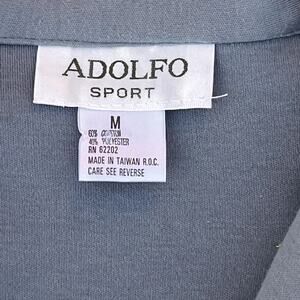 ADOLFO
SPORT
M
60% COTTON
40% POLYESTER
RN 62202
MADE IN TAIWAN R.O.C.
CARE SEE REVERSE